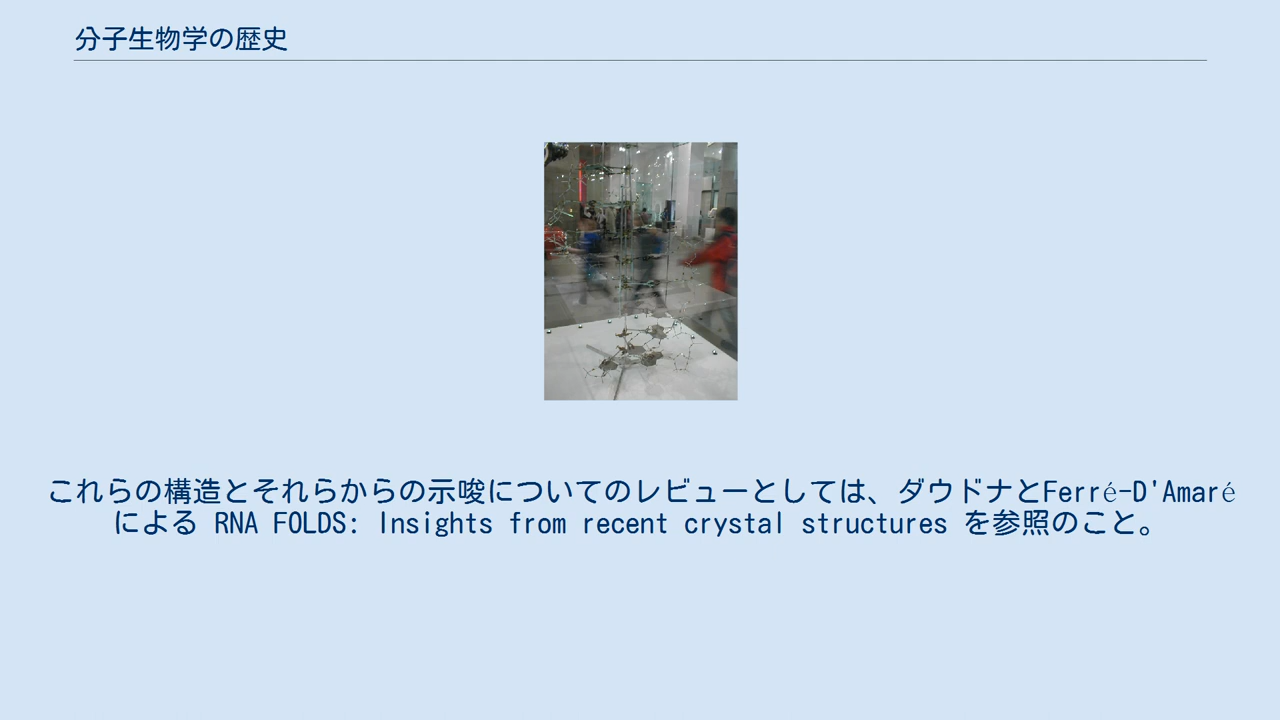 分子生物学の歴史
これらの構造とそれらからの示唆についてのレビューとしては、ダウドナとFerré-D'Amaré
による RNA FOLDS: Insights from recent crystal structures を参照のこと。